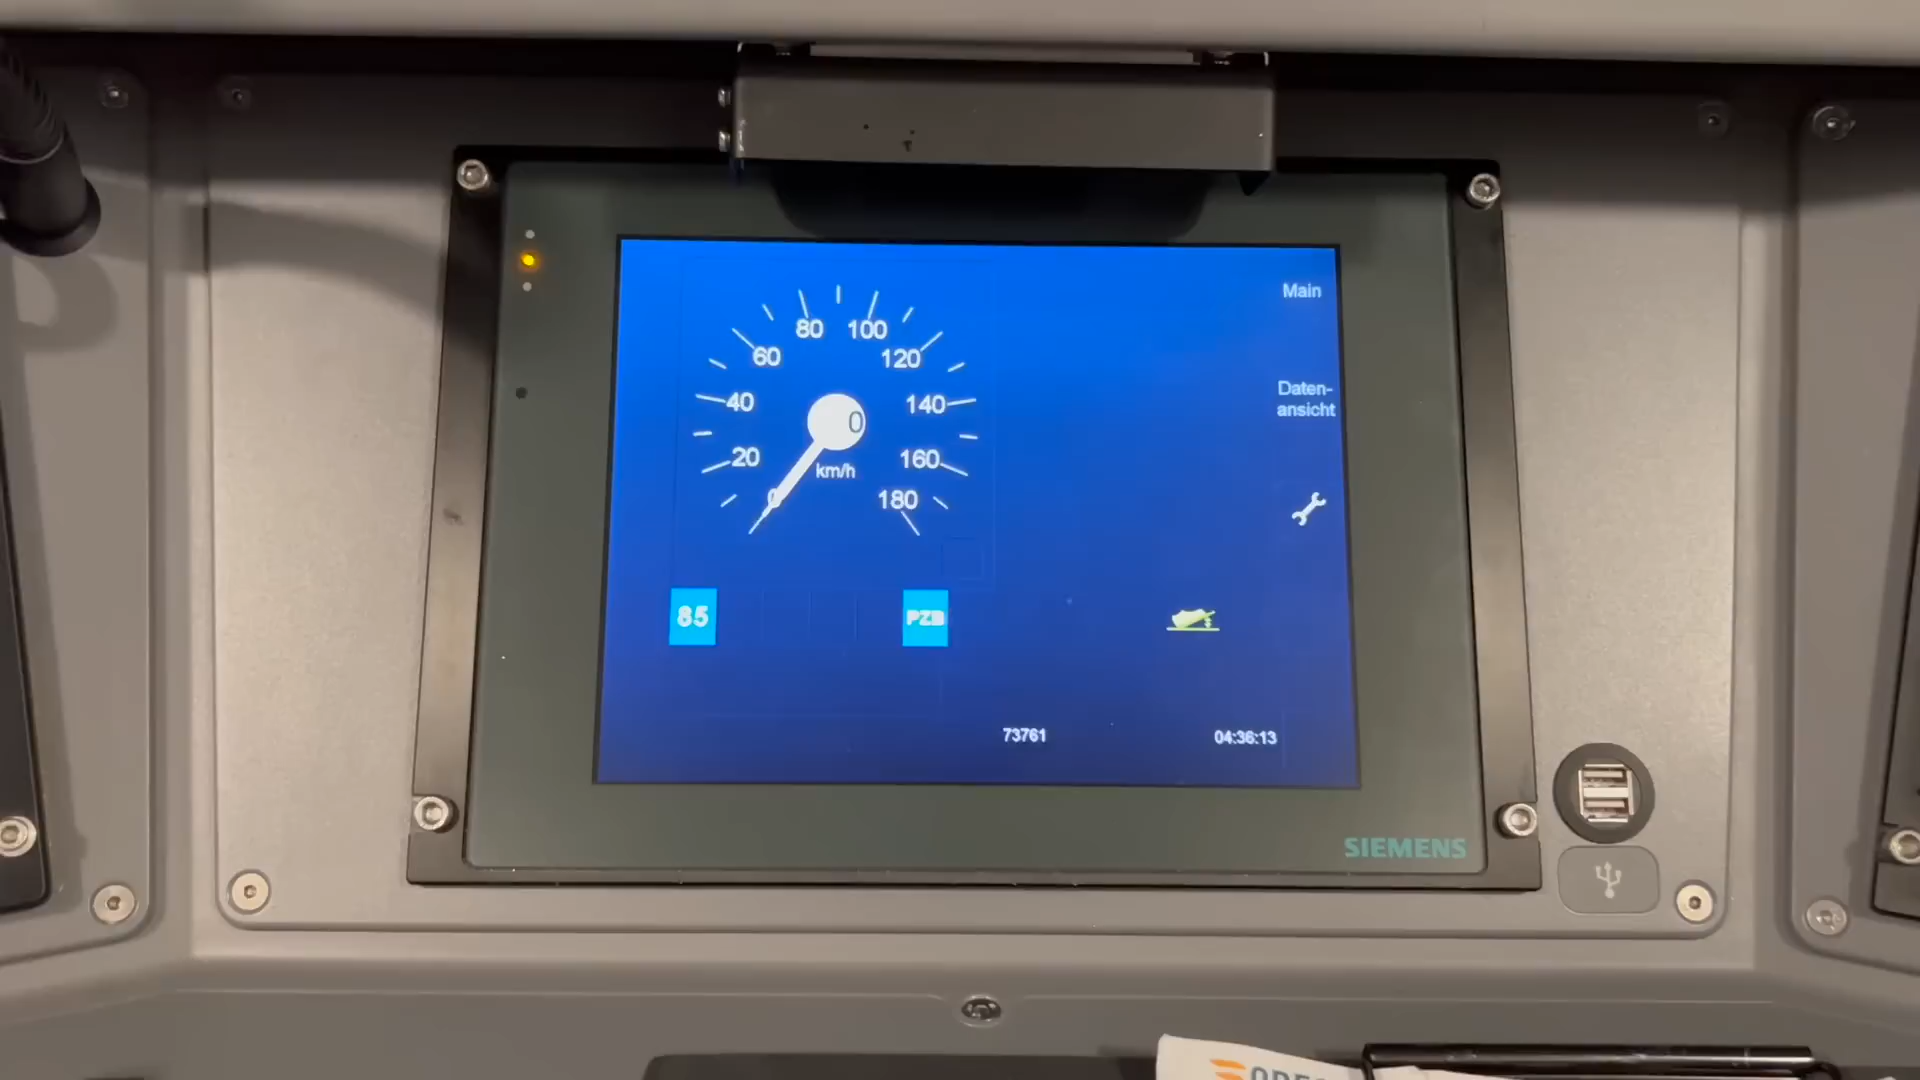 Main
80 100
60 120
Daten-
ansicht
40 0 140
20 km/h 160
0 180
85 PZB
73761 04:36:13
SIEMENS